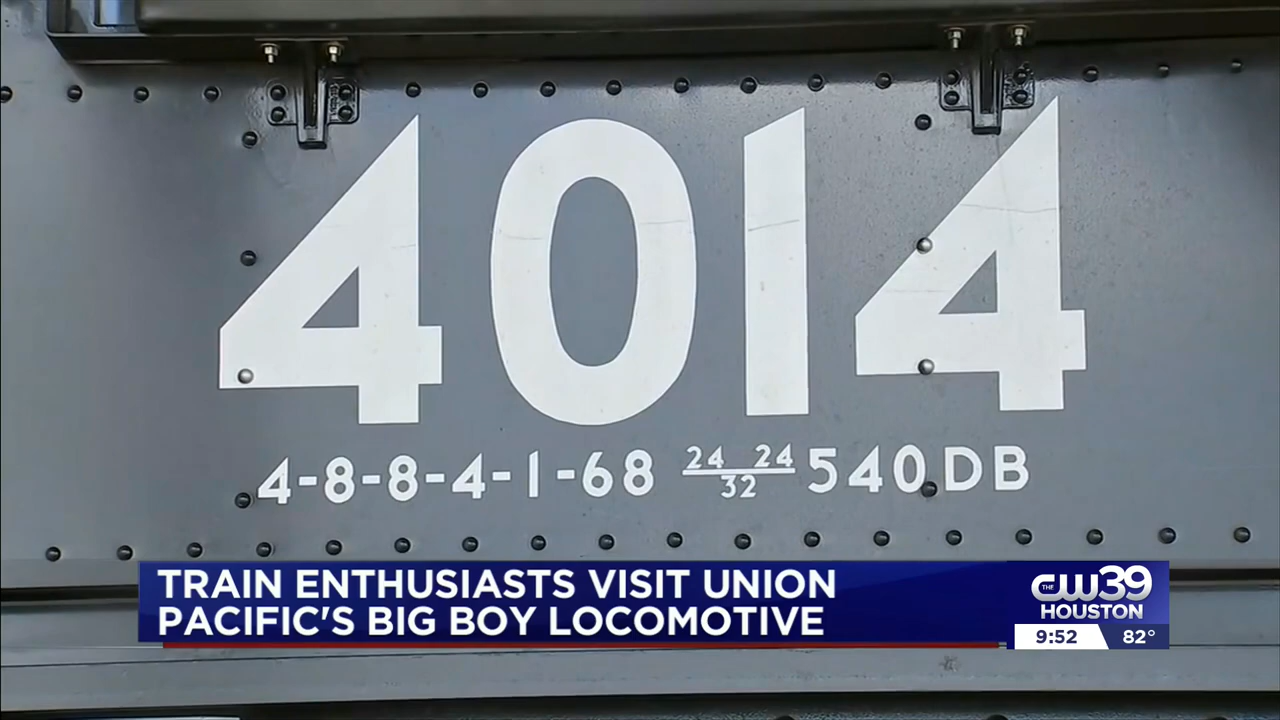 4014
4-8-8-4-1-68 24 24/32 540 DB
TRAIN ENTHUSIASTS VISIT UNION
PACIFIC'S BIG BOY LOCOMOTIVE
THE CW39
HOUSTON
9:52 82°